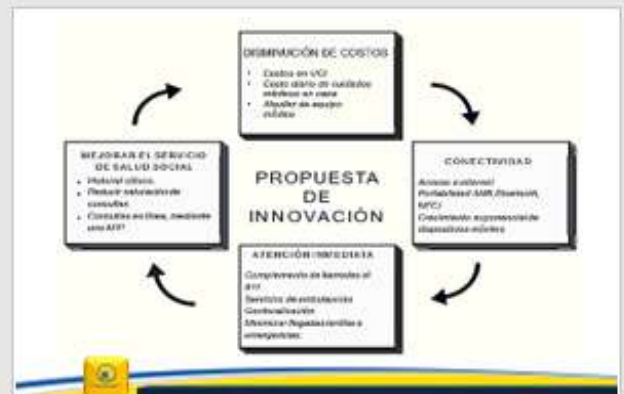 DISMINUCIÓN DE COSTOS
Costos en UCI
Costo diario de cuidados
médicos en casa
Alquiler de equipo
médico
MEJORAR EL SERVICIO
DE SALUD SOCIAL
Historial clínico.
Reducir saturación de
consultas
Consultas en línea, mediante
una APP
PROPUESTA
DE
INNOVACIÓN
CONECTIVIDAD
Acceso a internet
Portabilidad Bluetooth,
NFC)
Crecimiento exponencial de
dispositivos móviles
ATENCIÓN INMEDIATA
Complemento de llamadas al
911
Servicio de ambulancias
Geolocalización
Minimizar llegadas tardías a
emergencias.